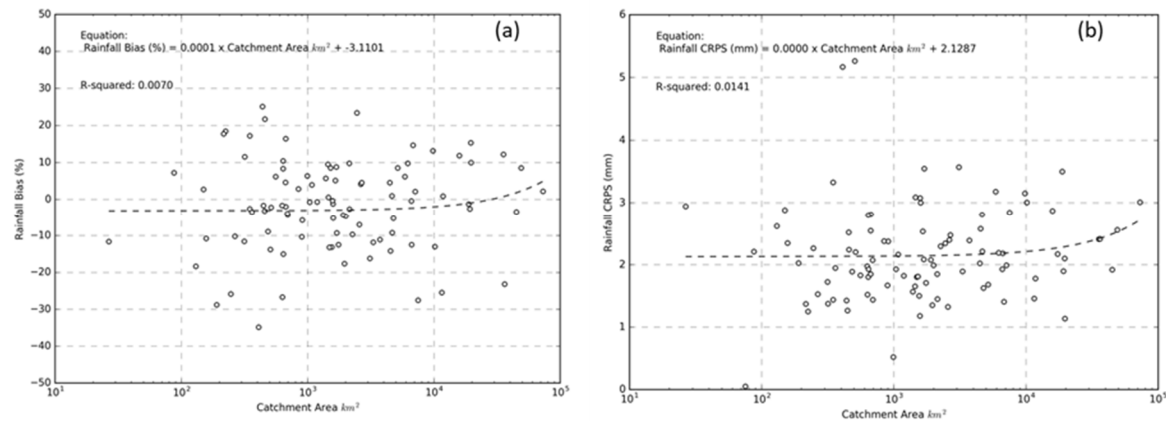 (a)
Equation:
Rainfall Bias (%) = 0.0001 x Catchment Area km² + -3.1101
R-squared: 0.0070
50
40
30
20
10
0
−10
−20
−30
−40
−50
Rainfall Bias (%)
10¹ 10² 10³ 10⁴ 10⁵
Catchment Area km²
(b)
Equation:
Rainfall CRPS (mm) = 0.0000 x Catchment Area km² + 2.1287
R-squared: 0.0141
6
5
4
3
2
1
0
Rainfall CRPS (mm)
10¹ 10² 10³ 10⁴ 10⁵
Catchment Area km²